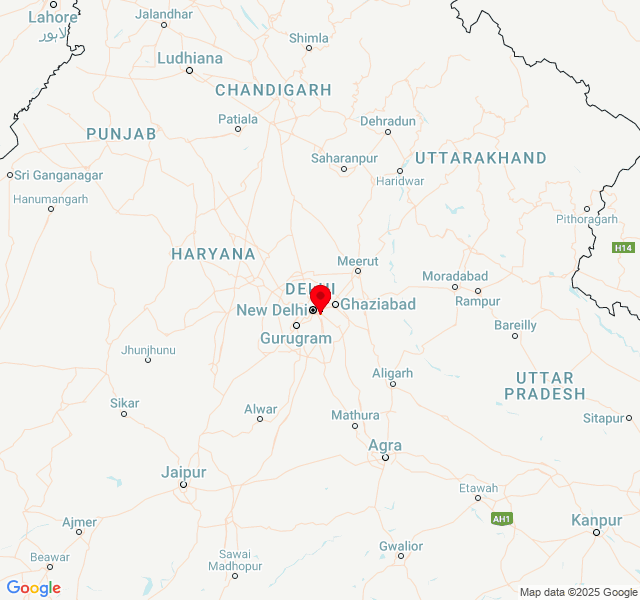 Lahore
لاہور
Jalandhar
Shimla
Ludhiana
CHANDIGARH
PUNJAB
Patiala
Dehradun
Saharanpur
UTTARAKHAND
Haridwar
Sri Ganganagar
Hanumangarh
Pithoragarh
H14
HARYANA
Meerut
Moradabad
Rampur
New Delhi
Ghaziabad
Gurugram
Bareilly
Jhunjhunu
Aligarh
UTTAR
PRADESH
Sikar
Alwar
Mathura
Sitapur
Agra
Jaipur
Etawah
AH1
Kanpur
Ajmer
Gwalior
Beawar
Sawai
Madhopur
Google
Map data ©2025 Google